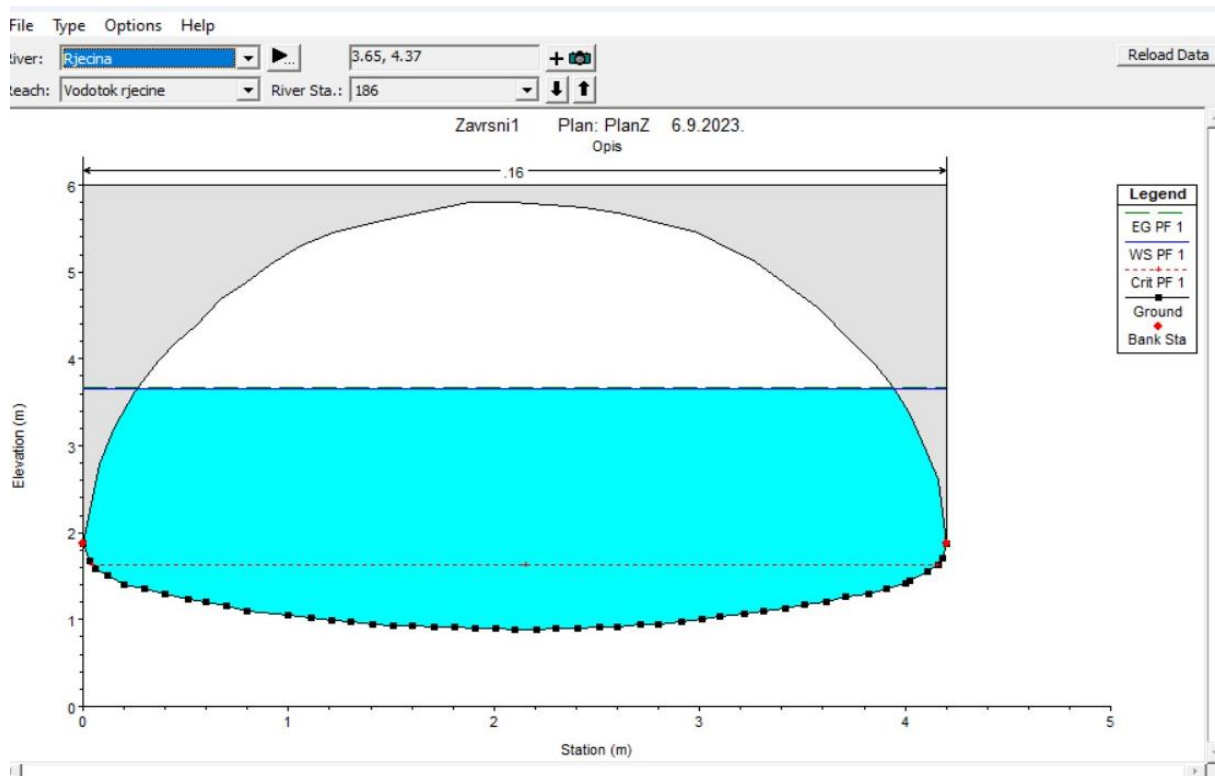 File Type Options Help
River: Rjecina 3.65, 4.37 Reload Data
Reach: Vodotok rjecine River Sta.: 186
Zavrsni1 Plan: PlanZ 6.9.2023.
Opis
.16
6
5
4
3
2
1
0
Elevation (m)
0 1 2 3 4 5
Station (m)
Legend
EG PF 1
WS PF 1
Crit PF 1
Ground
Bank Sta